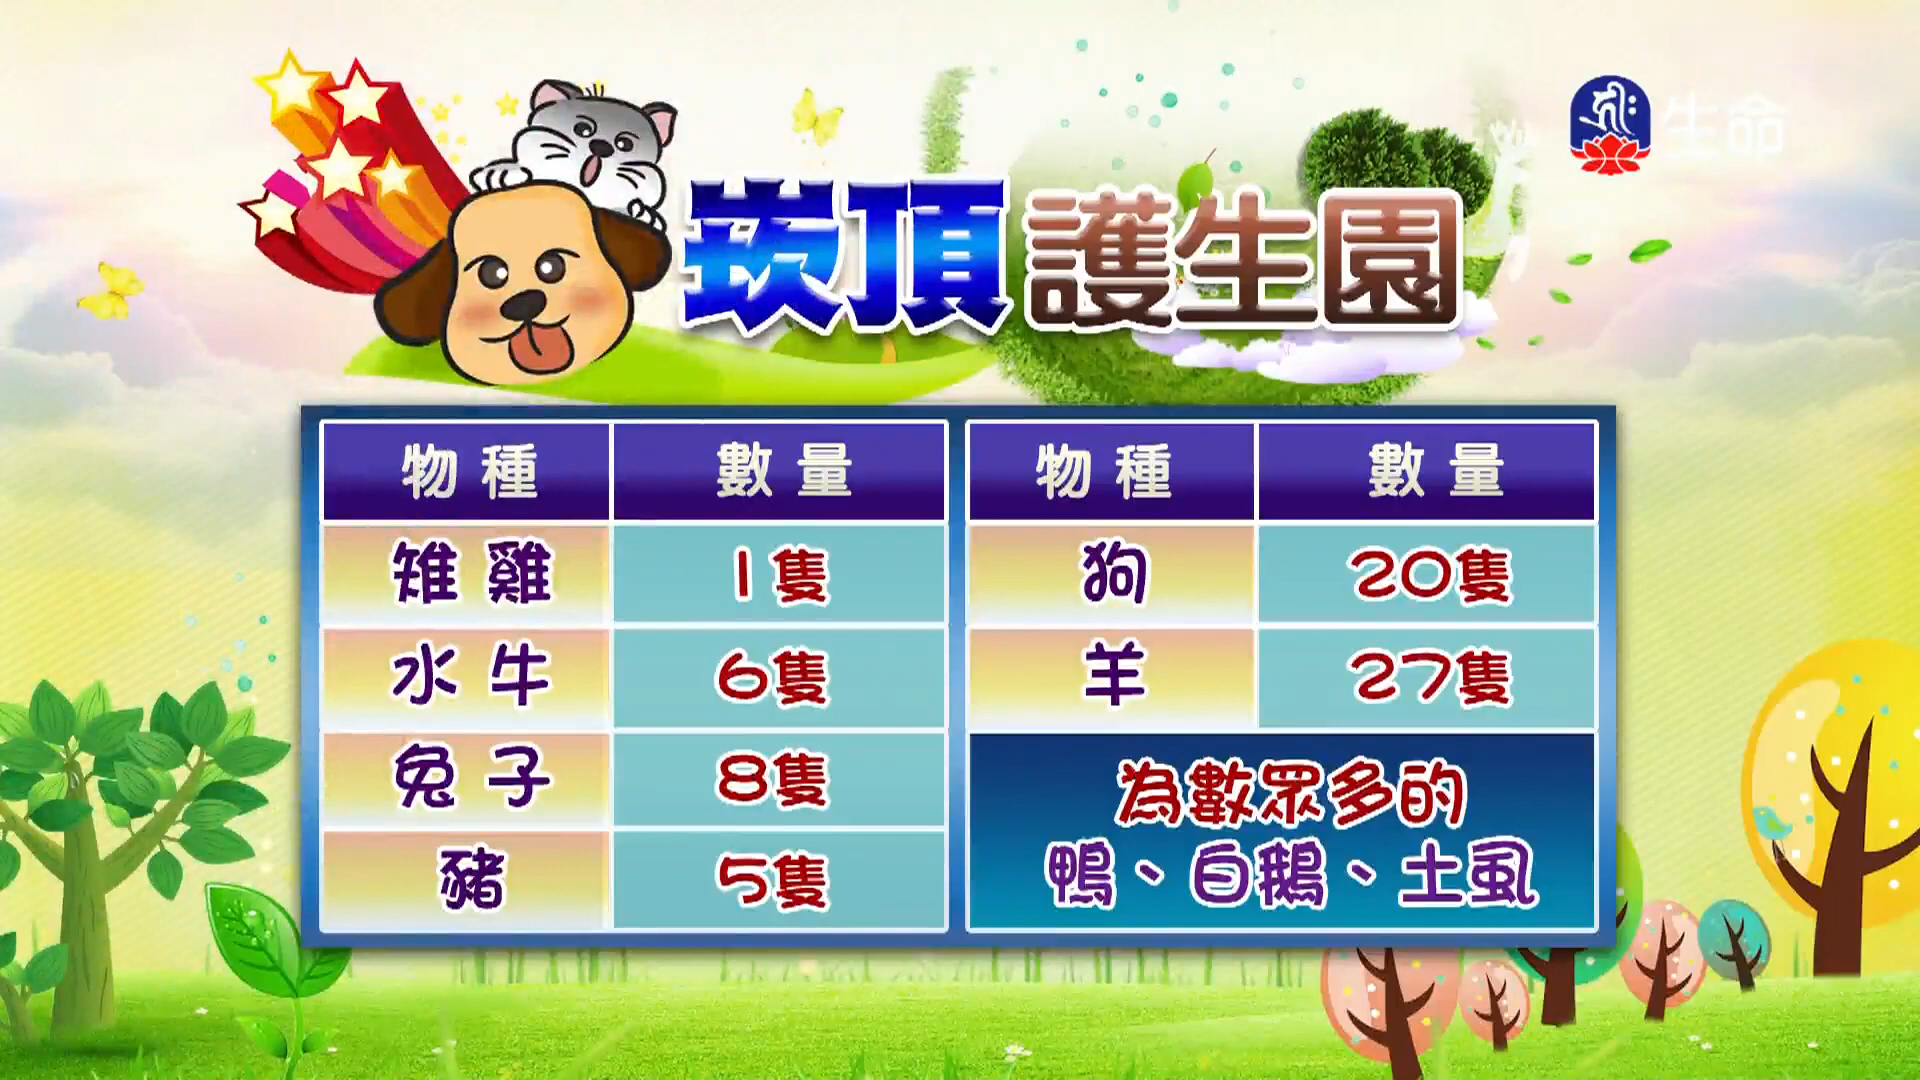 生命
崁頂護生園
物種 數量 物種 數量
雉雞 1隻 狗 20隻
水牛 6隻 羊 27隻
兔子 8隻
豬 5隻
為數眾多的
鴨、白鵝、土虱